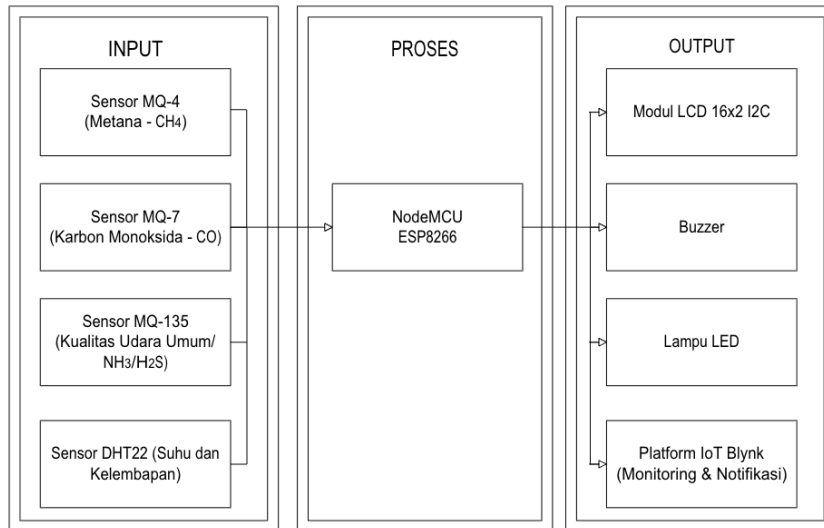 INPUT
Sensor MQ-4
(Metana - CH4)
Sensor MQ-7
(Karbon Monoksida - CO)
Sensor MQ-135
(Kualitas Udara Umum/
NH3/H2S)
Sensor DHT22 (Suhu dan
Kelembapan)
PROSES
NodeMCU
ESP8266
OUTPUT
Modul LCD 16x2 I2C
Buzzer
Lampu LED
Platform IoT Blynk
(Monitoring & Notifikasi)